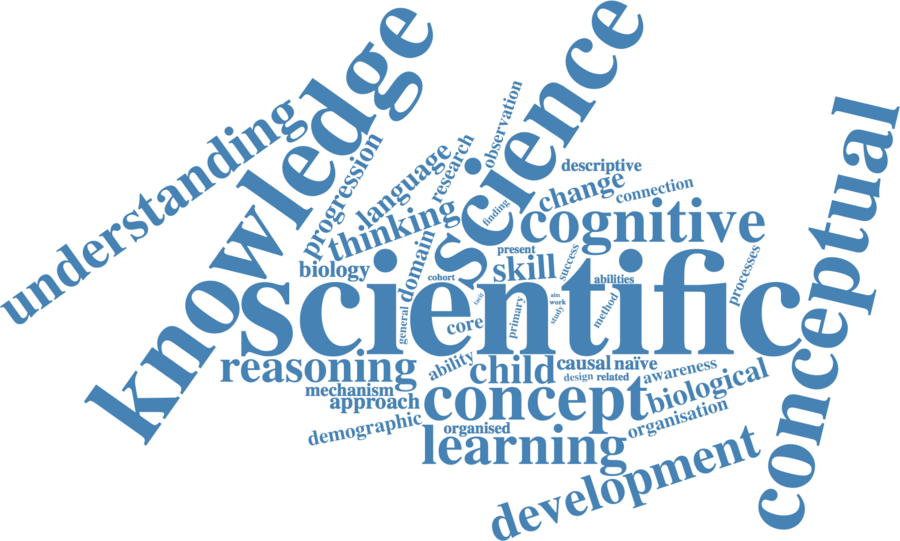 knowledge
science
understanding
observation
progression
language
research
conceptual
descriptive
change
connection
thinking
finding
cognitive
domain
biology
present
skill
success
abilities
processes
cohort
scientific
general
core
primary
aim
work
study
method
reasoning
ability
child
causal
naïve
mechanism
design
related
awareness
approach
concept
biological
demographic
organised
organisation
learning
development